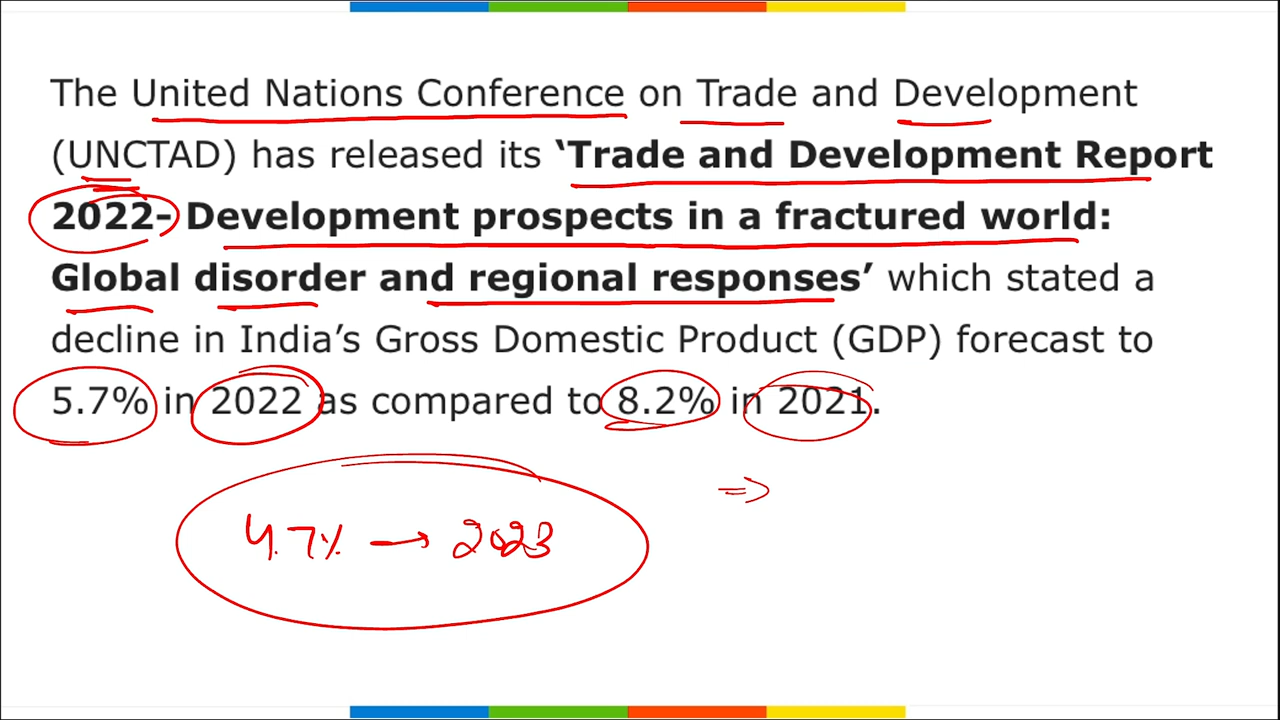 The United Nations Conference on Trade and Development
(UNCTAD) has released its ‘Trade and Development Report
2022- Development prospects in a fractured world:
Global disorder and regional responses’ which stated a
decline in India’s Gross Domestic Product (GDP) forecast to
5.7% in 2022 as compared to 8.2% in 2021.
⇒
4.7% → 2023